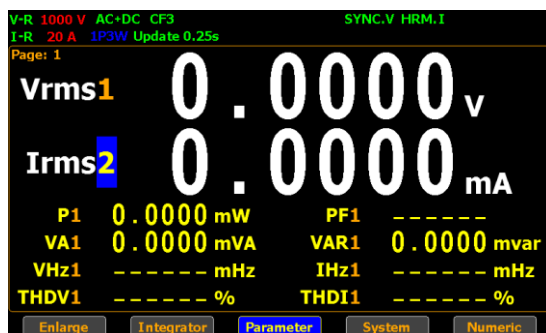 V-R 1000 V AC+DC CF3 SYNC.V HRM.I
I-R 20 A 1P3W Update 0.25s
Page: 1
Vrms1 0.0000 V
Irms2 0.0000 mA
P1 0.0000 mW PF1 ------
VA1 0.0000 mVA VAR1 0.0000 mvar
VHz1 ------ mHz IHz1 ------ mHz
THDV1 ------ % THDI1 ------ %
Enlarge Integrator Parameter System Numeric